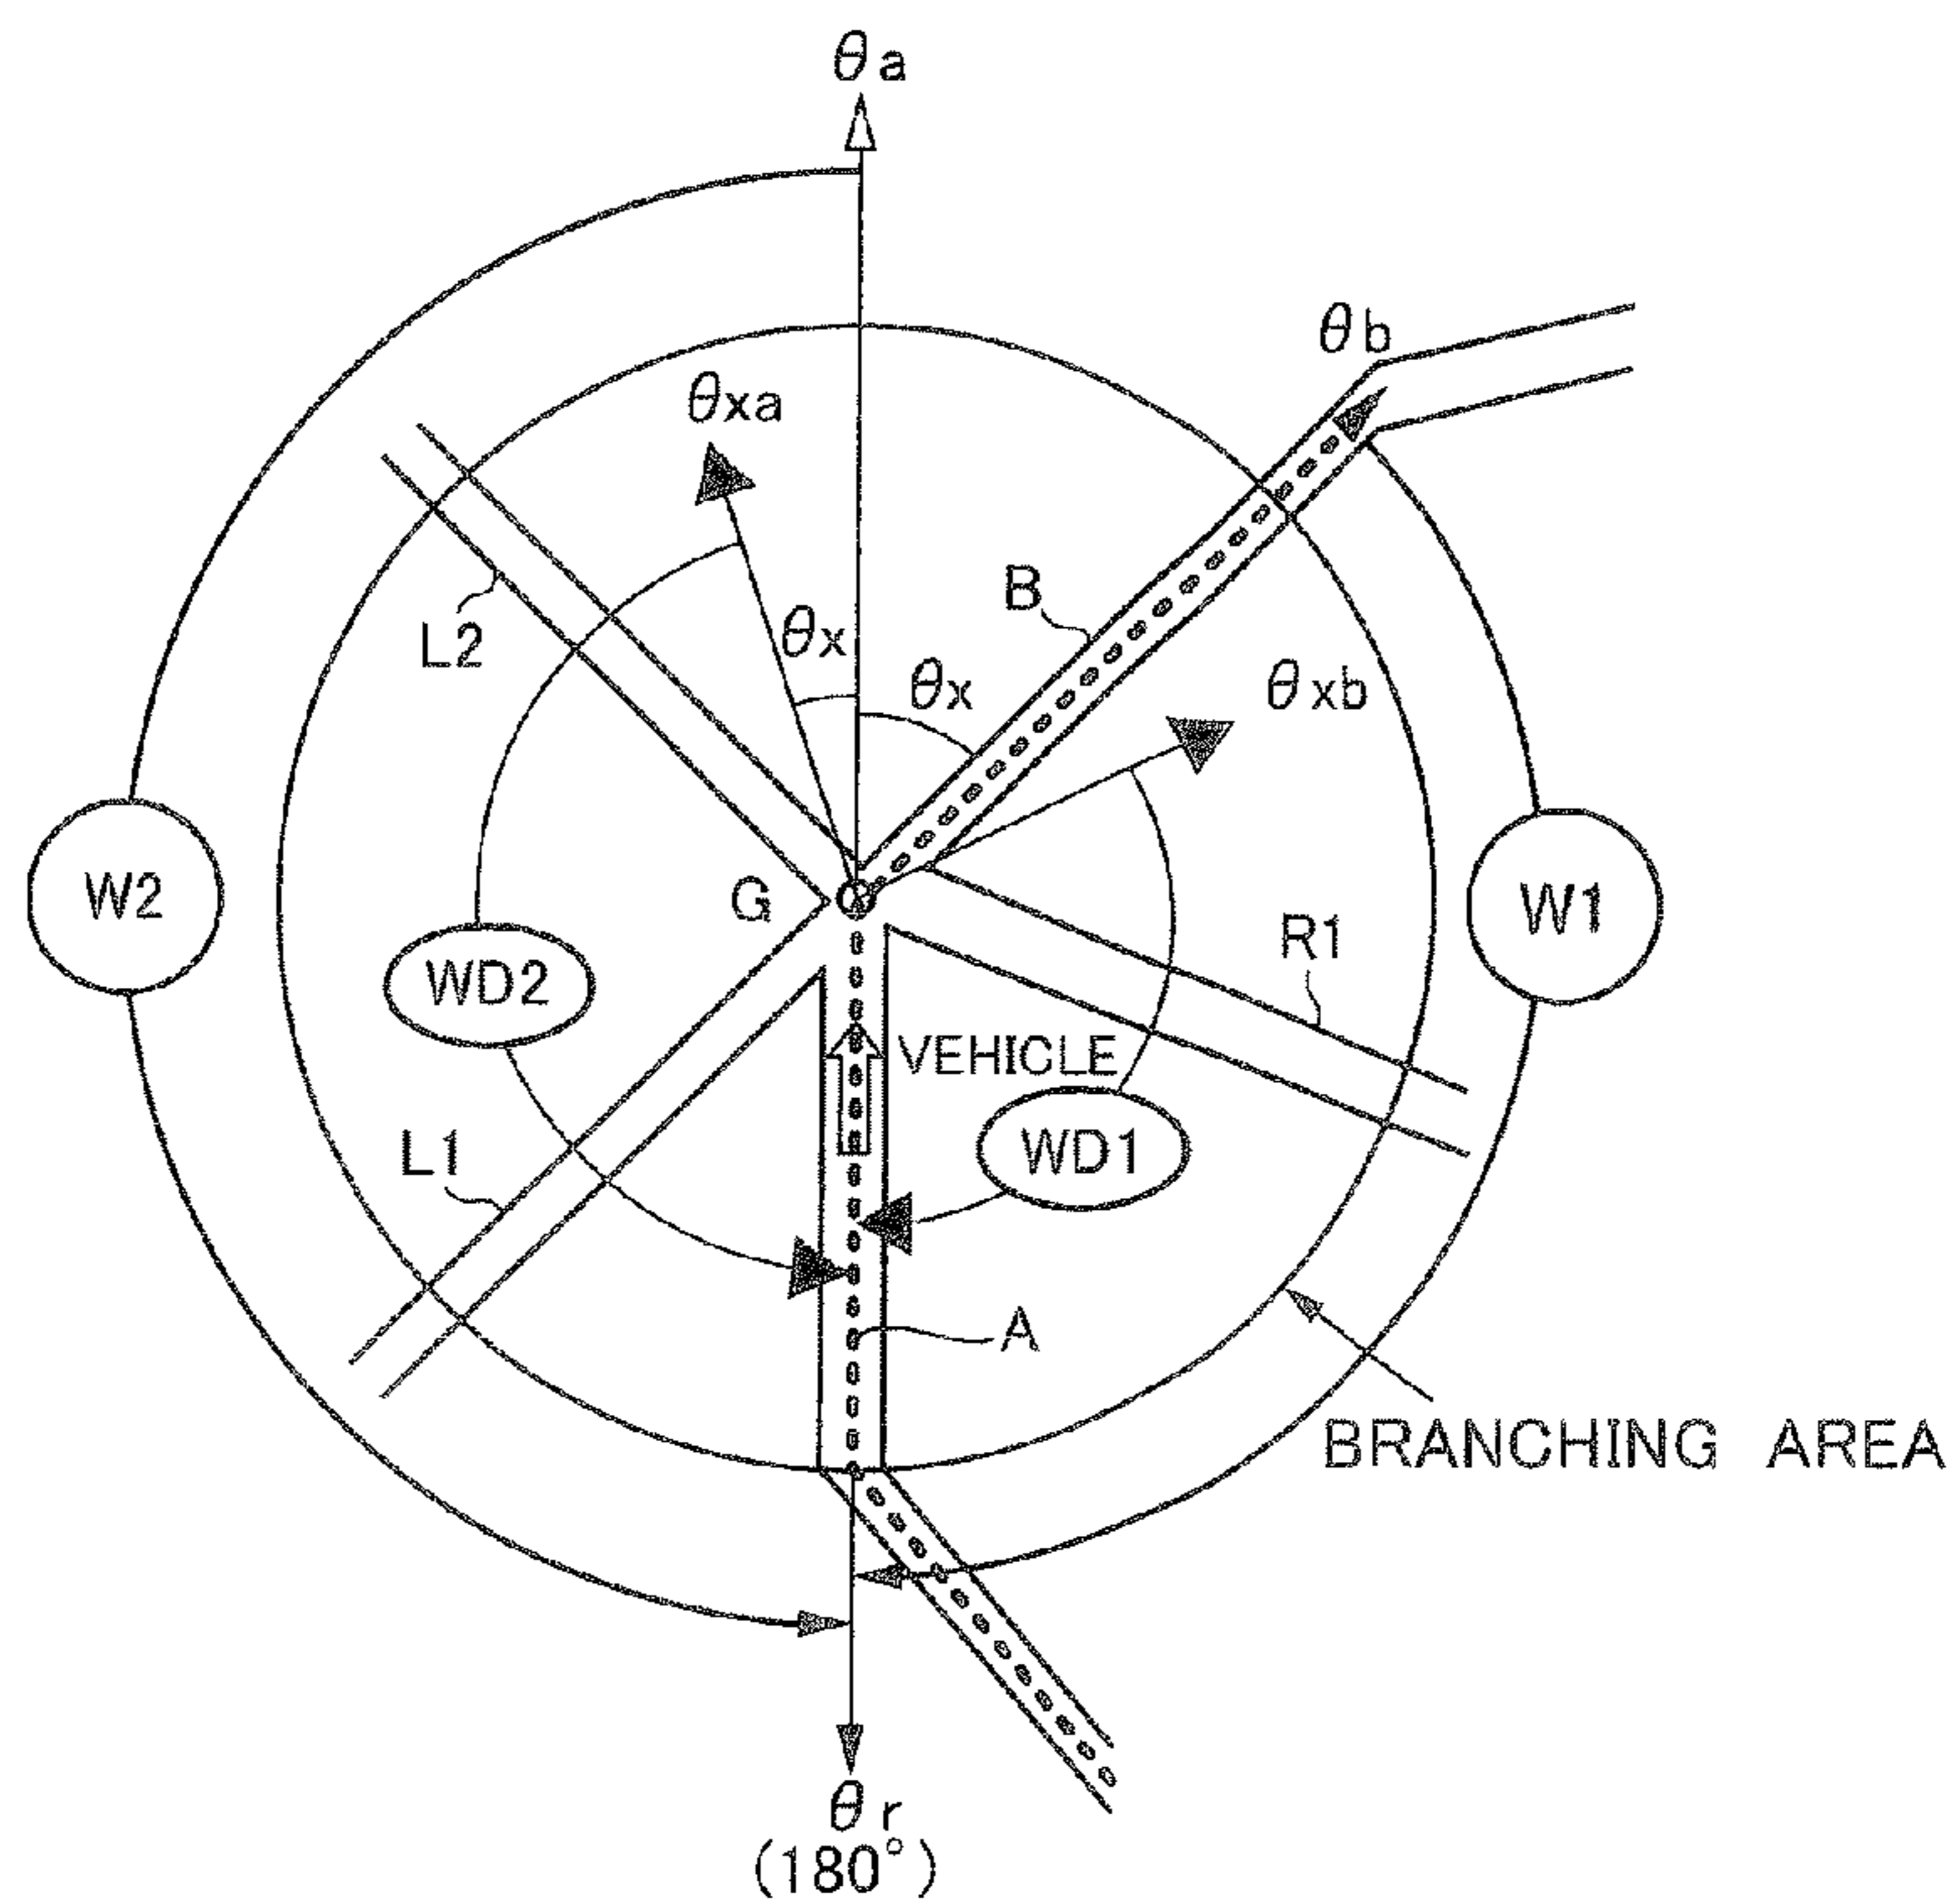 θa
θb
θxa
B
L2
θx
θx
θxb
W2
G
W1
R1
WD2
VEHICLE
L1
WD1
A
BRANCHING AREA
θr
(180°)